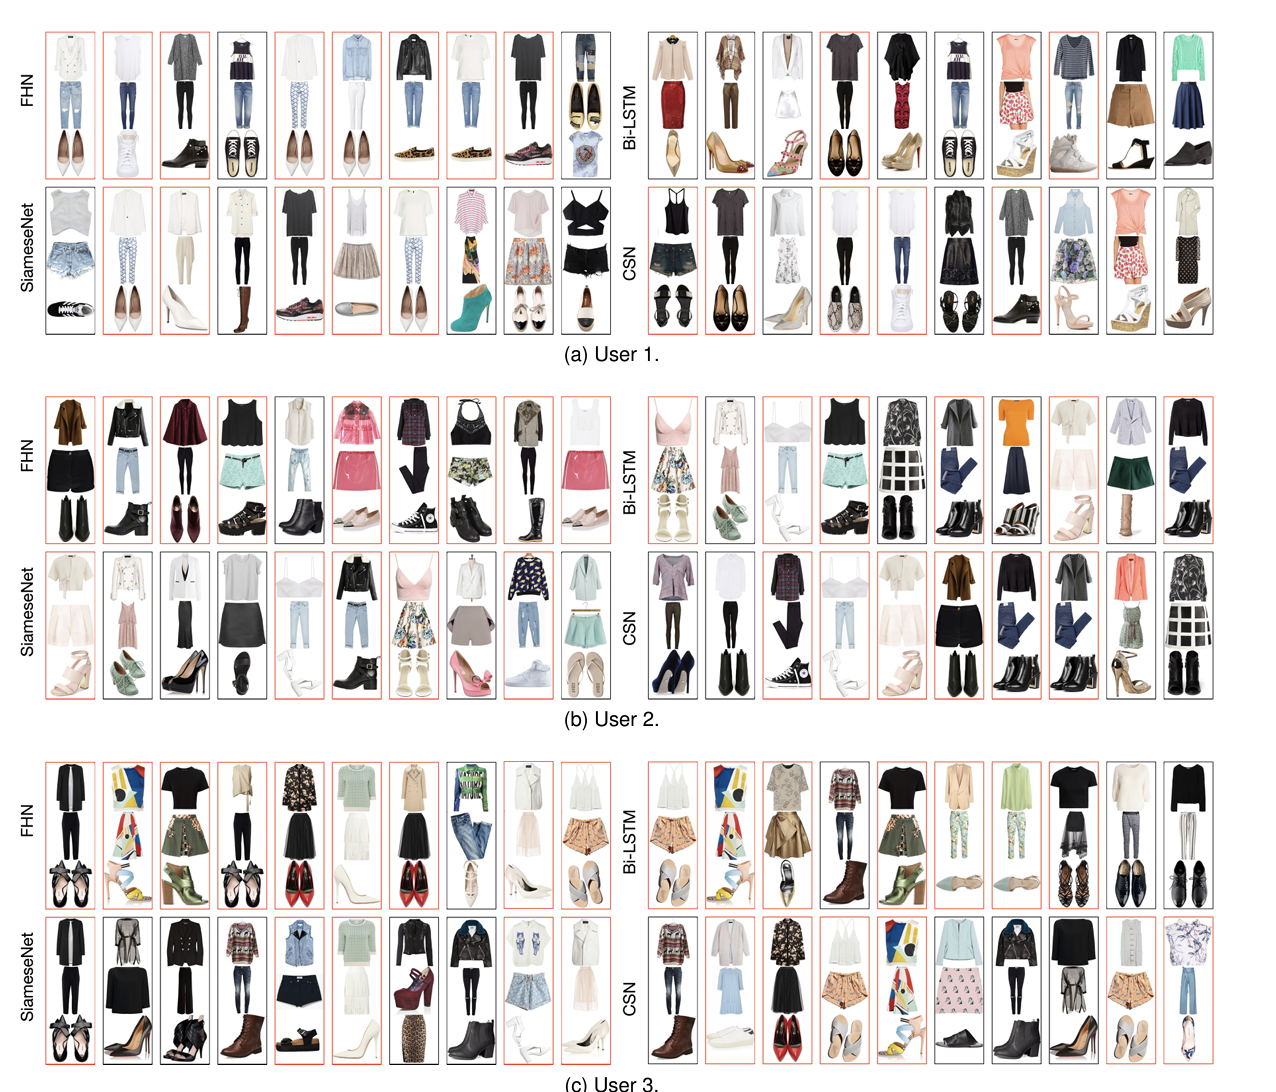 FHN
Bi-LSTM
SiameseNet
CSN
(a) User 1.
FHN
Bi-LSTM
SiameseNet
CSN
(b) User 2.
FHN
Bi-LSTM
SiameseNet
CSN
(c) User 3.